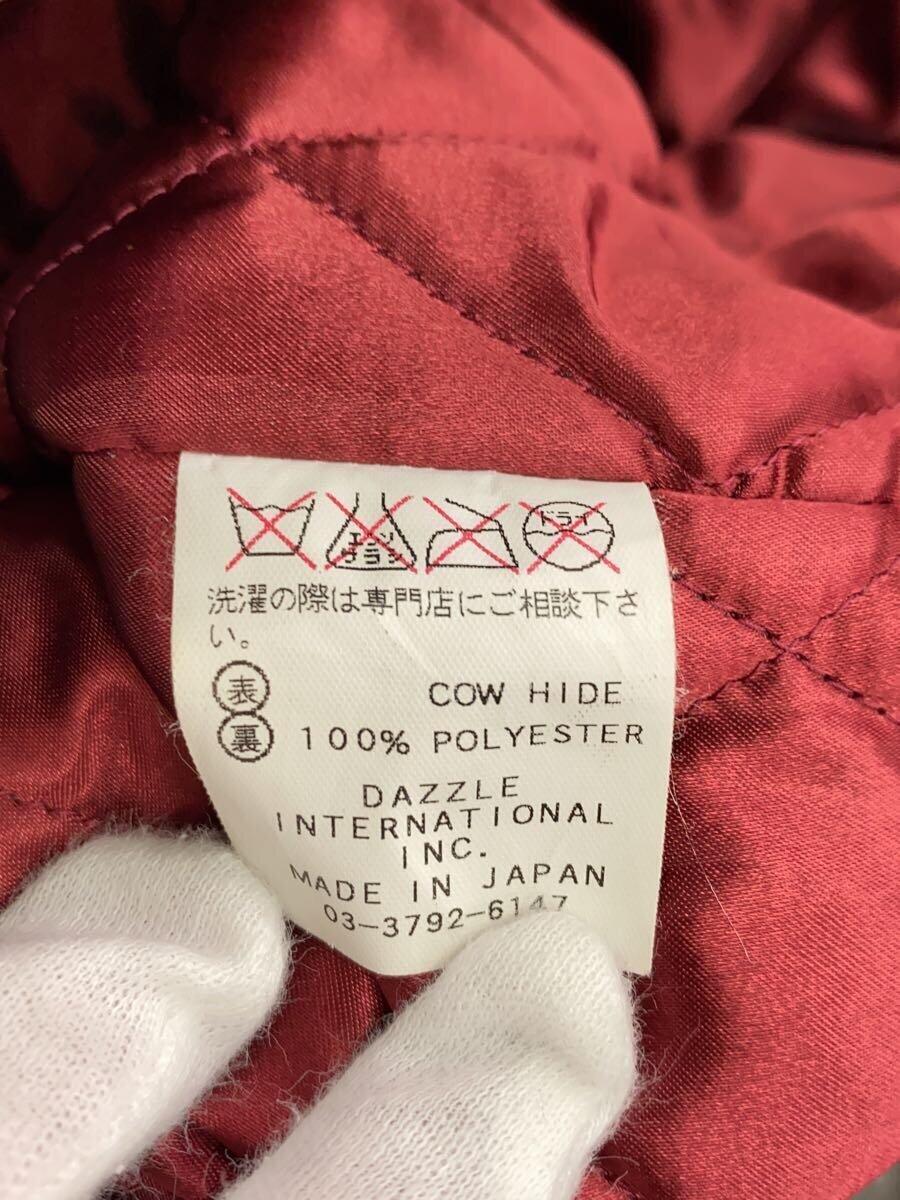 エンソ
サラシ
ドライ
洗濯の際は専門店にご相談下さ
い。
表 COW HIDE
裏 100% POLYESTER
DAZZLE
INTERNATIONAL
INC.
MADE IN JAPAN
03-3792-6147